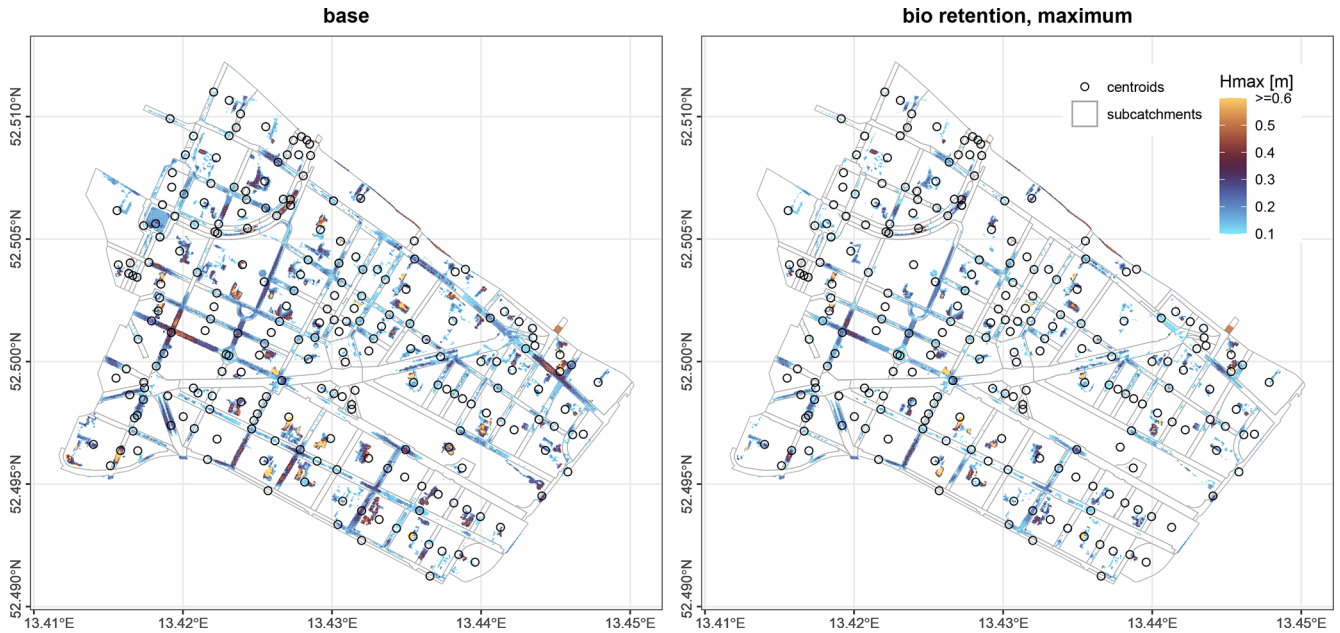 base
bio retention, maximum
52.510°N
52.505°N
52.500°N
52.495°N
52.490°N
13.41°E
13.42°E
13.43°E
13.44°E
13.45°E
52.510°N
52.505°N
52.500°N
52.495°N
52.490°N
13.41°E
13.42°E
13.43°E
13.44°E
13.45°E
centroids
subcatchments
Hmax [m]
>=0.6
0.5
0.4
0.3
0.2
0.1